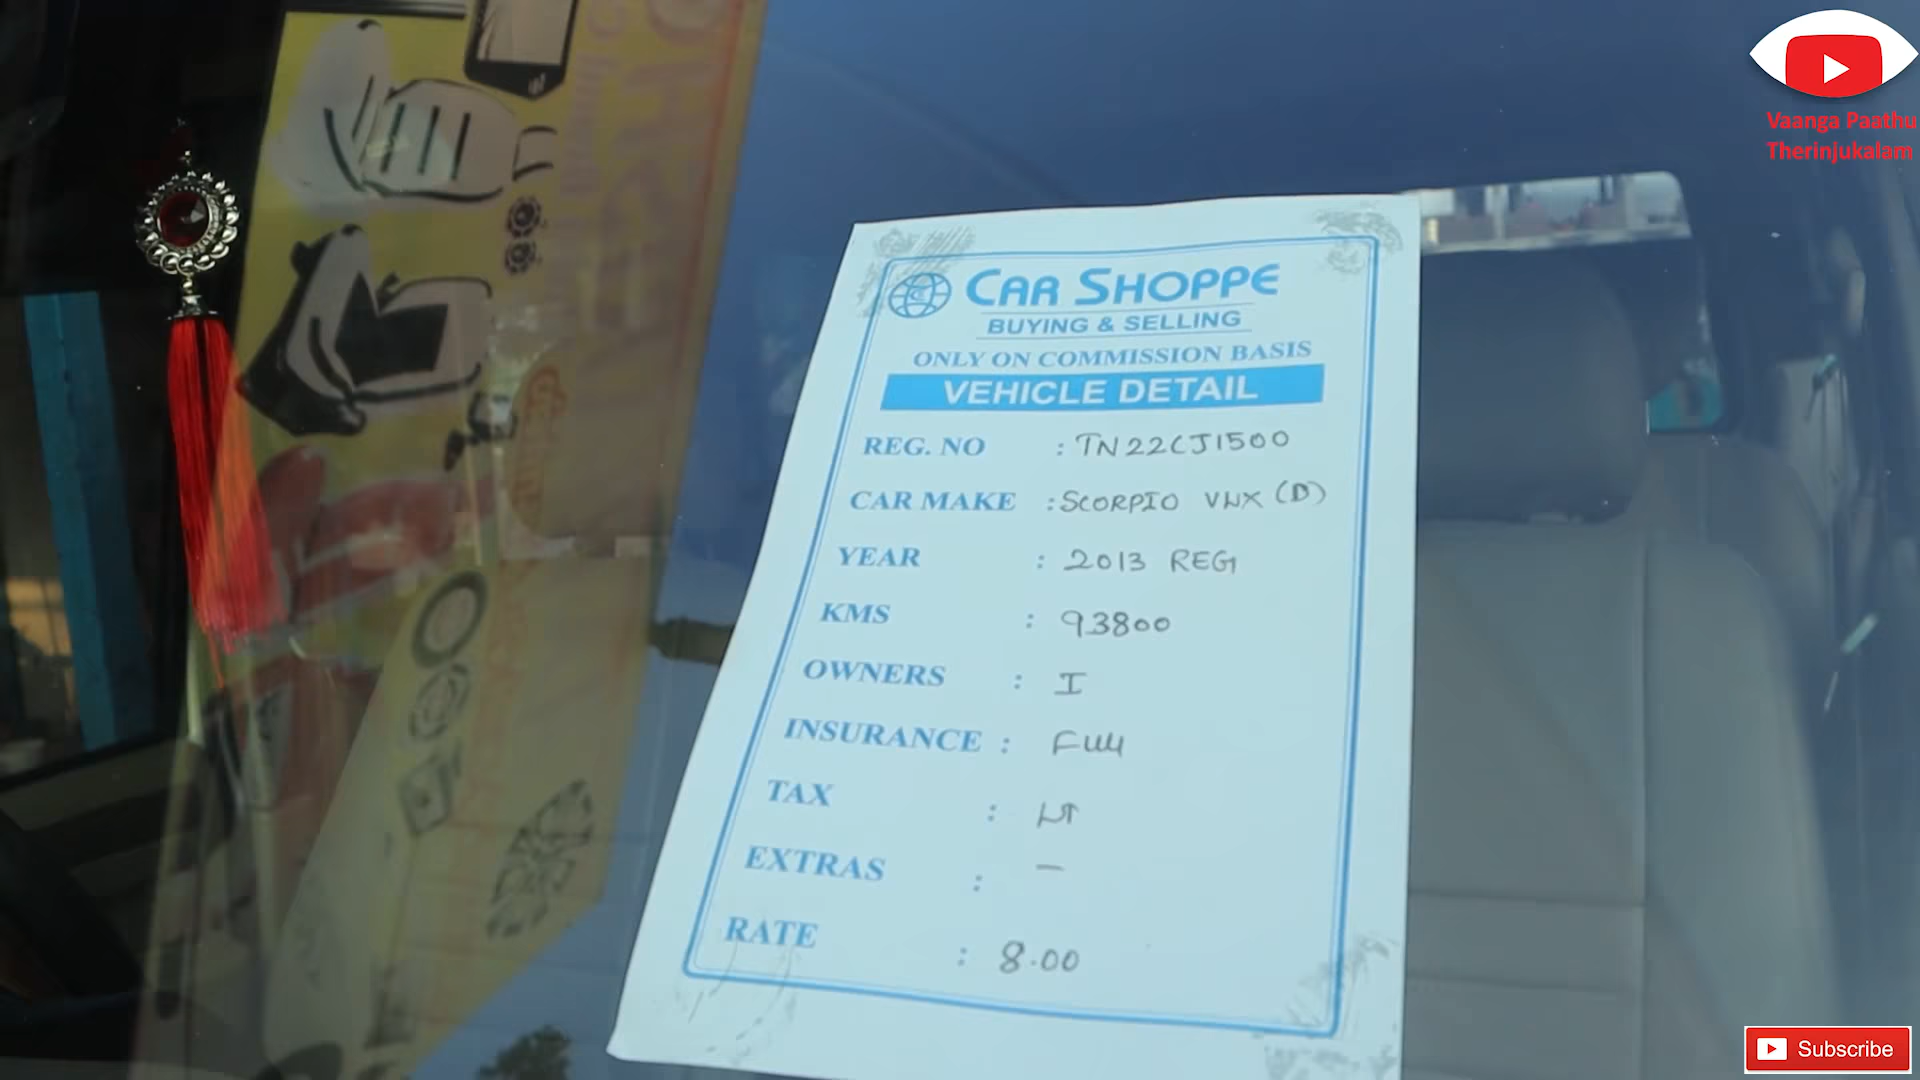 Vaanga Paathu
Therinjukalam
CAR SHOPPE
BUYING & SELLING
ONLY ON COMMISSION BASIS
VEHICLE DETAIL
REG. NO : TN22CJ1500
CAR MAKE : SCORPIO VLX (D)
YEAR : 2013 REG
KMS : 93800
OWNERS : I
INSURANCE : Full
TAX : LT
EXTRAS : —
RATE : 8.00
Subscribe